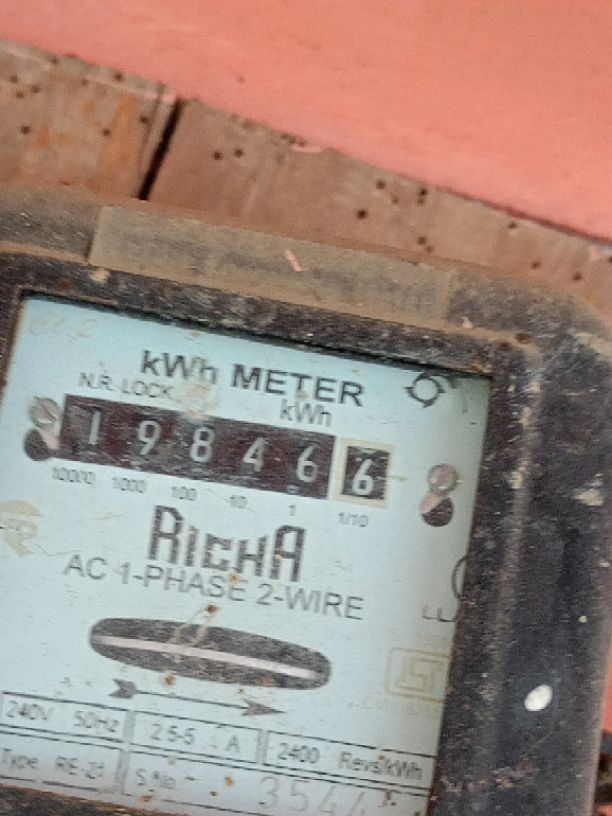 kWh METER
N.R. LOCK
kWh
1 9 8 4 6 6
10000 1000 100 10 1 1/10
RICHA
AC 1-PHASE 2-WIRE
240V 50Hz 2.5-5 A 2400 Revs/kWh
Type RE-21 S.No. 3544